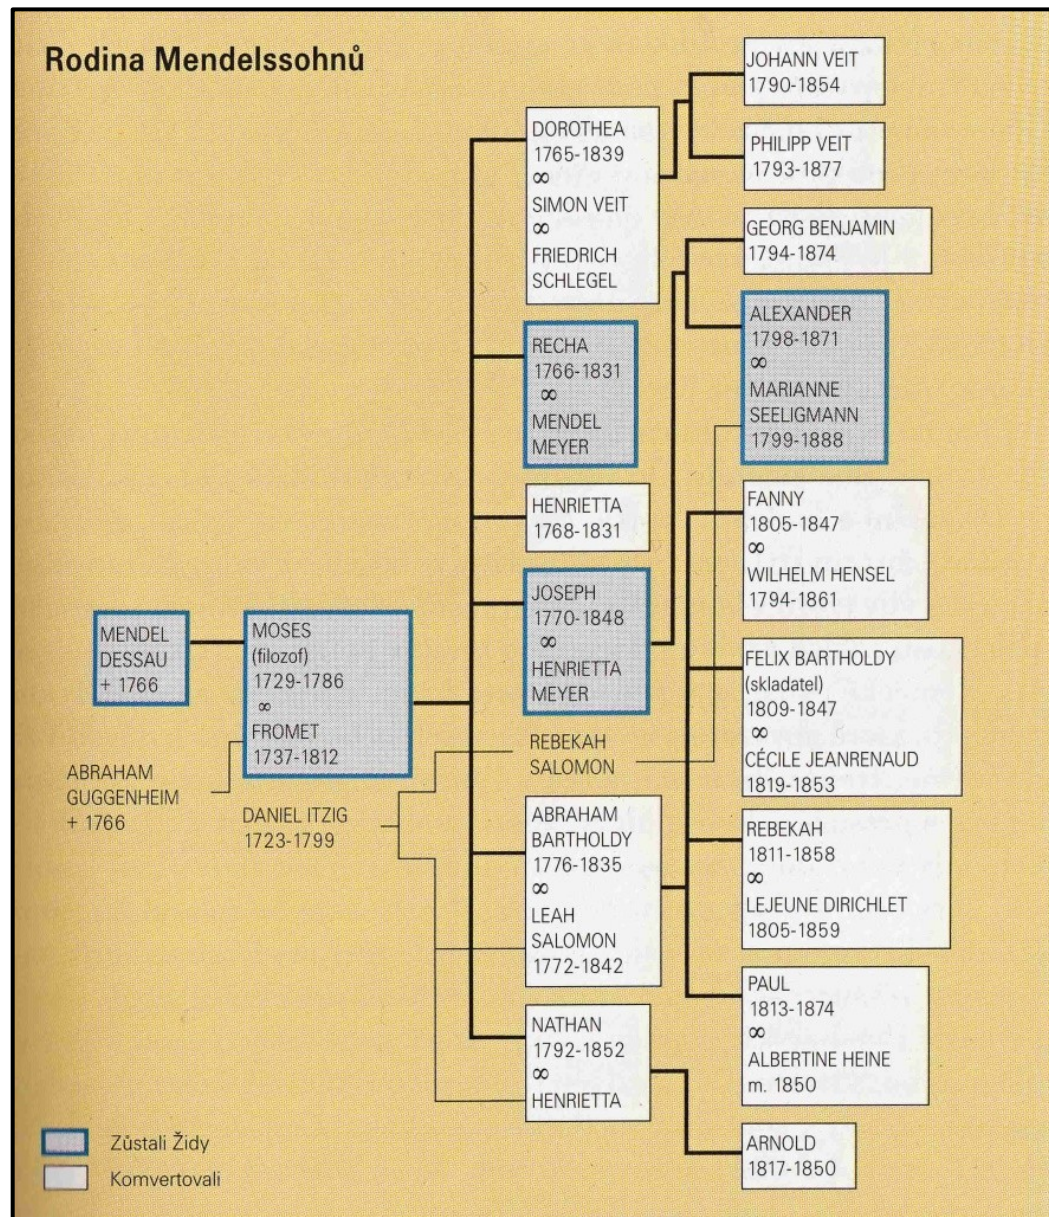 Rodina Mendelssohnů
MENDEL
DESSAU
+ 1766
ABRAHAM
GUGGENHEIM
+ 1766
MOSES
(filozof)
1729-1786
∞
FROMET
1737-1812
DANIEL ITZIG
1723-1799
DOROTHEA
1765-1839
∞
SIMON VEIT
∞
FRIEDRICH
SCHLEGEL
RECHA
1766-1831
∞
MENDEL
MEYER
HENRIETTA
1768-1831
JOSEPH
1770-1848
∞
HENRIETTA
MEYER
REBEKAH
SALOMON
ABRAHAM
BARTHOLDY
1776-1835
∞
LEAH
SALOMON
1772-1842
NATHAN
1792-1852
∞
HENRIETTA
JOHANN VEIT
1790-1854
PHILIPP VEIT
1793-1877
GEORG BENJAMIN
1794-1874
ALEXANDER
1798-1871
∞
MARIANNE
SEELIGMANN
1799-1888
FANNY
1805-1847
∞
WILHELM HENSEL
1794-1861
FELIX BARTHOLDY
(skladatel)
1809-1847
∞
CÉCILE JEANRENAUD
1819-1853
REBEKAH
1811-1858
∞
LEJEUNE DIRICHLET
1805-1859
PAUL
1813-1874
∞
ALBERTINE HEINE
m. 1850
ARNOLD
1817-1850
Zůstali Židy
Komvertovali